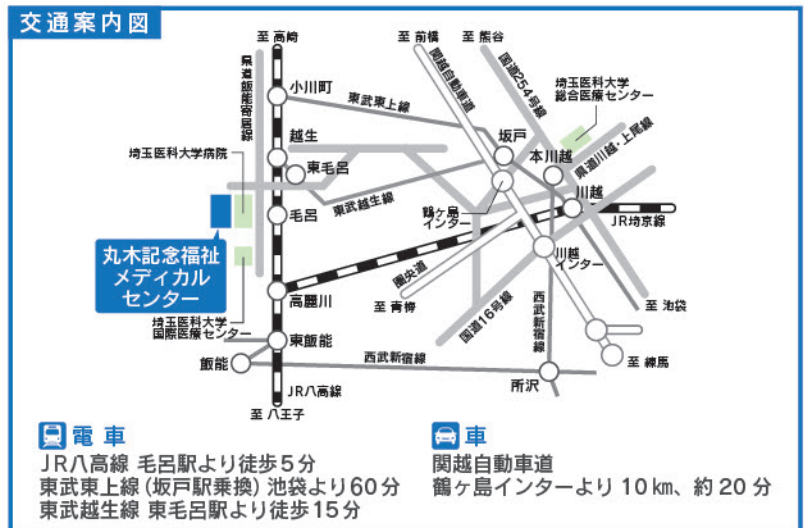 交通案内図
至 高崎
至 前橋
至 熊谷
県道飯能寄居線
関越自動車道
国道254号線
埼玉医科大学
総合医療センター
小川町
東武東上線
越生
坂戸
本川越
県道川越・上尾線
埼玉医科大学病院
東毛呂
川越
東武越生線
鶴ヶ島
インター
毛呂
JR埼京線
丸木記念福祉
メディカル
センター
川越
インター
圏央道
高麗川
至 青梅
国道16号線
西武新宿線
至 池袋
埼玉医科大学
国際医療センター
東飯能
飯能
西武新宿線
至 練馬
所沢
JR八高線
至 八王子
電車
JR八高線 毛呂駅より徒歩5分
東武東上線(坂戸駅乗換)池袋より60分
東武越生線 東毛呂駅より徒歩15分
車
関越自動車道
鶴ヶ島インターより10km、約20分